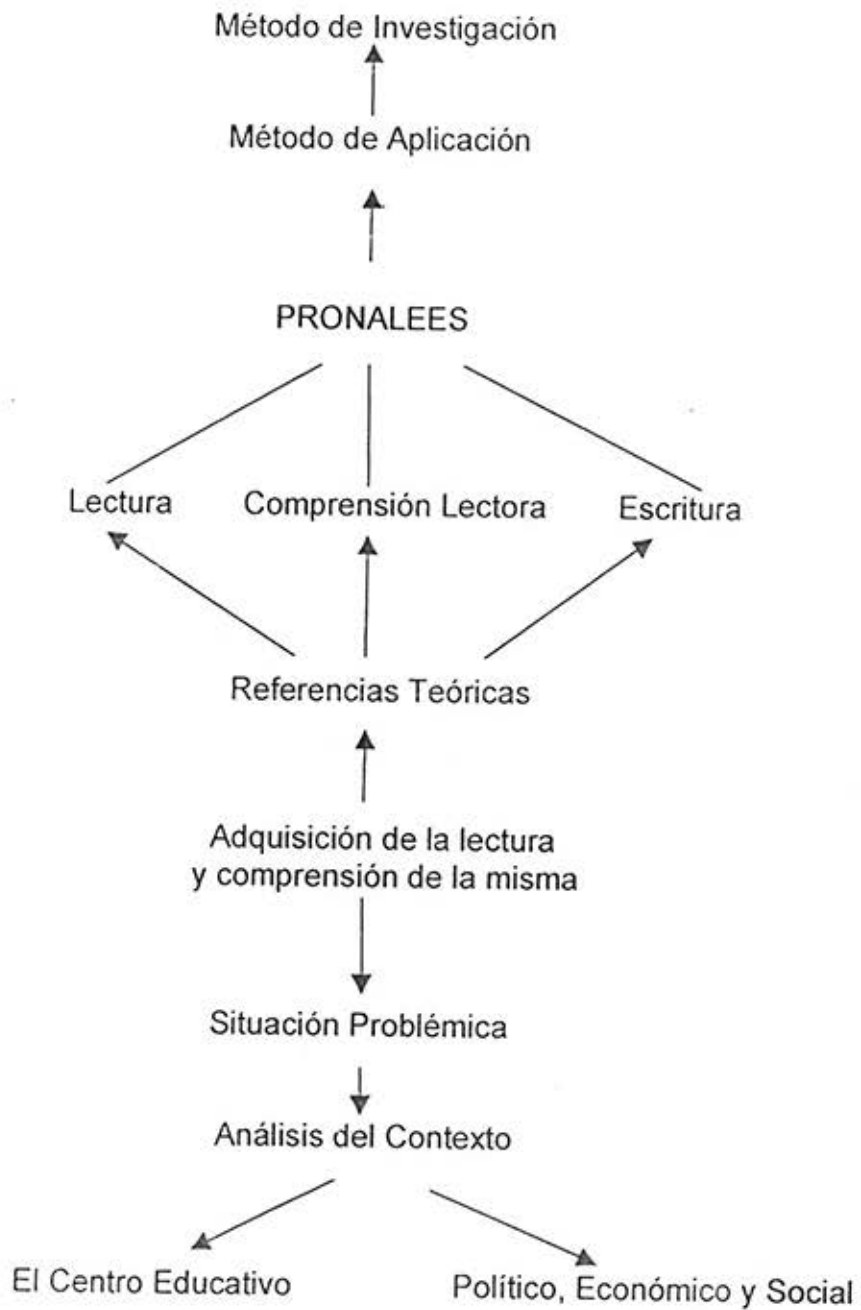 Método de Investigación
Método de Aplicación
PRONALEES
Lectura
Comprensión Lectora
Escritura
Referencias Teóricas
Adquisición de la lectura
y comprensión de la misma
Situación Problémica
Análisis del Contexto
El Centro Educativo
Político, Económico y Social